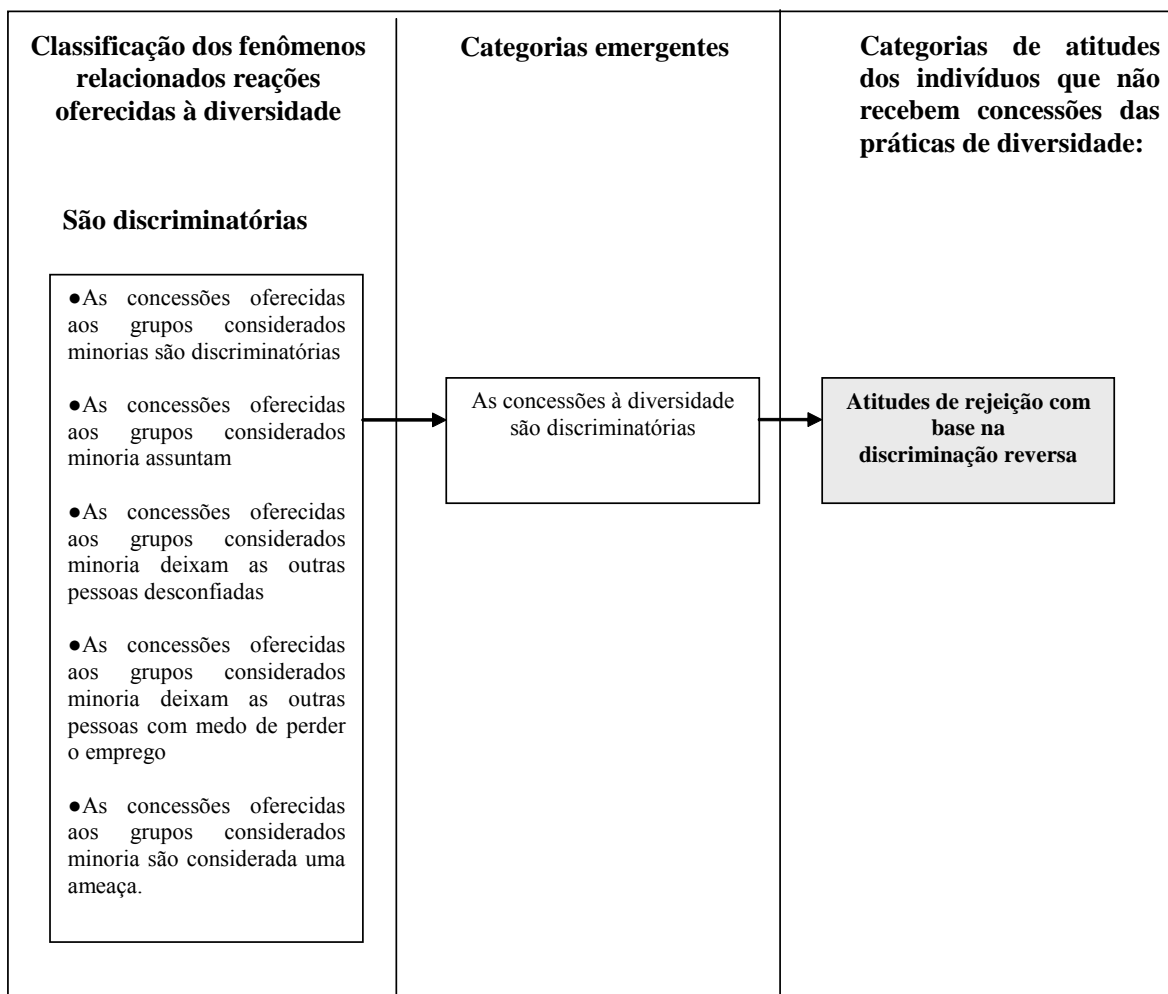 Classificação dos fenômenos
relacionados reações
oferecidas à diversidade
Categorias emergentes
Categorias de atitudes
dos indivíduos que não
recebem concessões das
práticas de diversidade:
São discriminatórias
●As concessões oferecidas
aos grupos considerados
minorias são discriminatórias
●As concessões oferecidas
aos grupos considerados
minoria assuntam
●As concessões oferecidas
aos grupos considerados
minoria deixam as outras
pessoas desconfiadas
●As concessões oferecidas
aos grupos considerados
minoria deixam as outras
pessoas com medo de perder
o emprego
●As concessões oferecidas
aos grupos considerados
minoria são considerada uma
ameaça.
As concessões à diversidade
são discriminatórias
Atitudes de rejeição com
base na
discriminação reversa